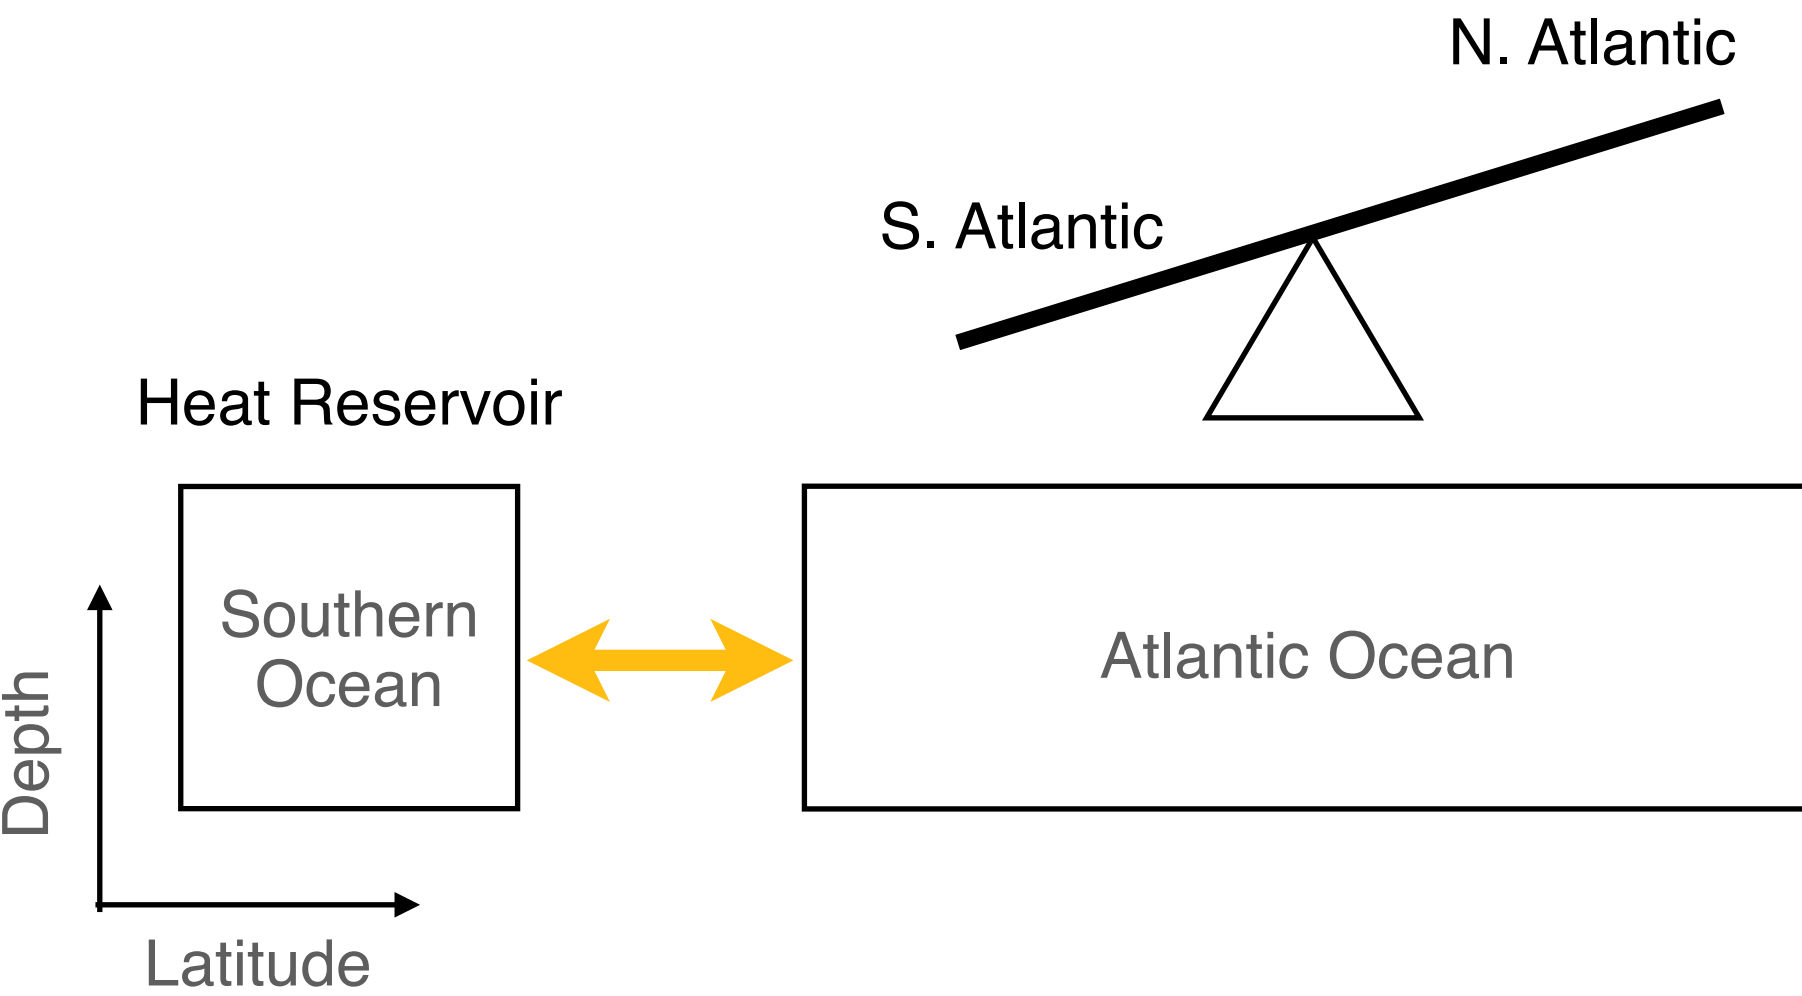 N. Atlantic
S. Atlantic
Heat Reservoir
Southern
Ocean
Atlantic Ocean
Depth
Latitude